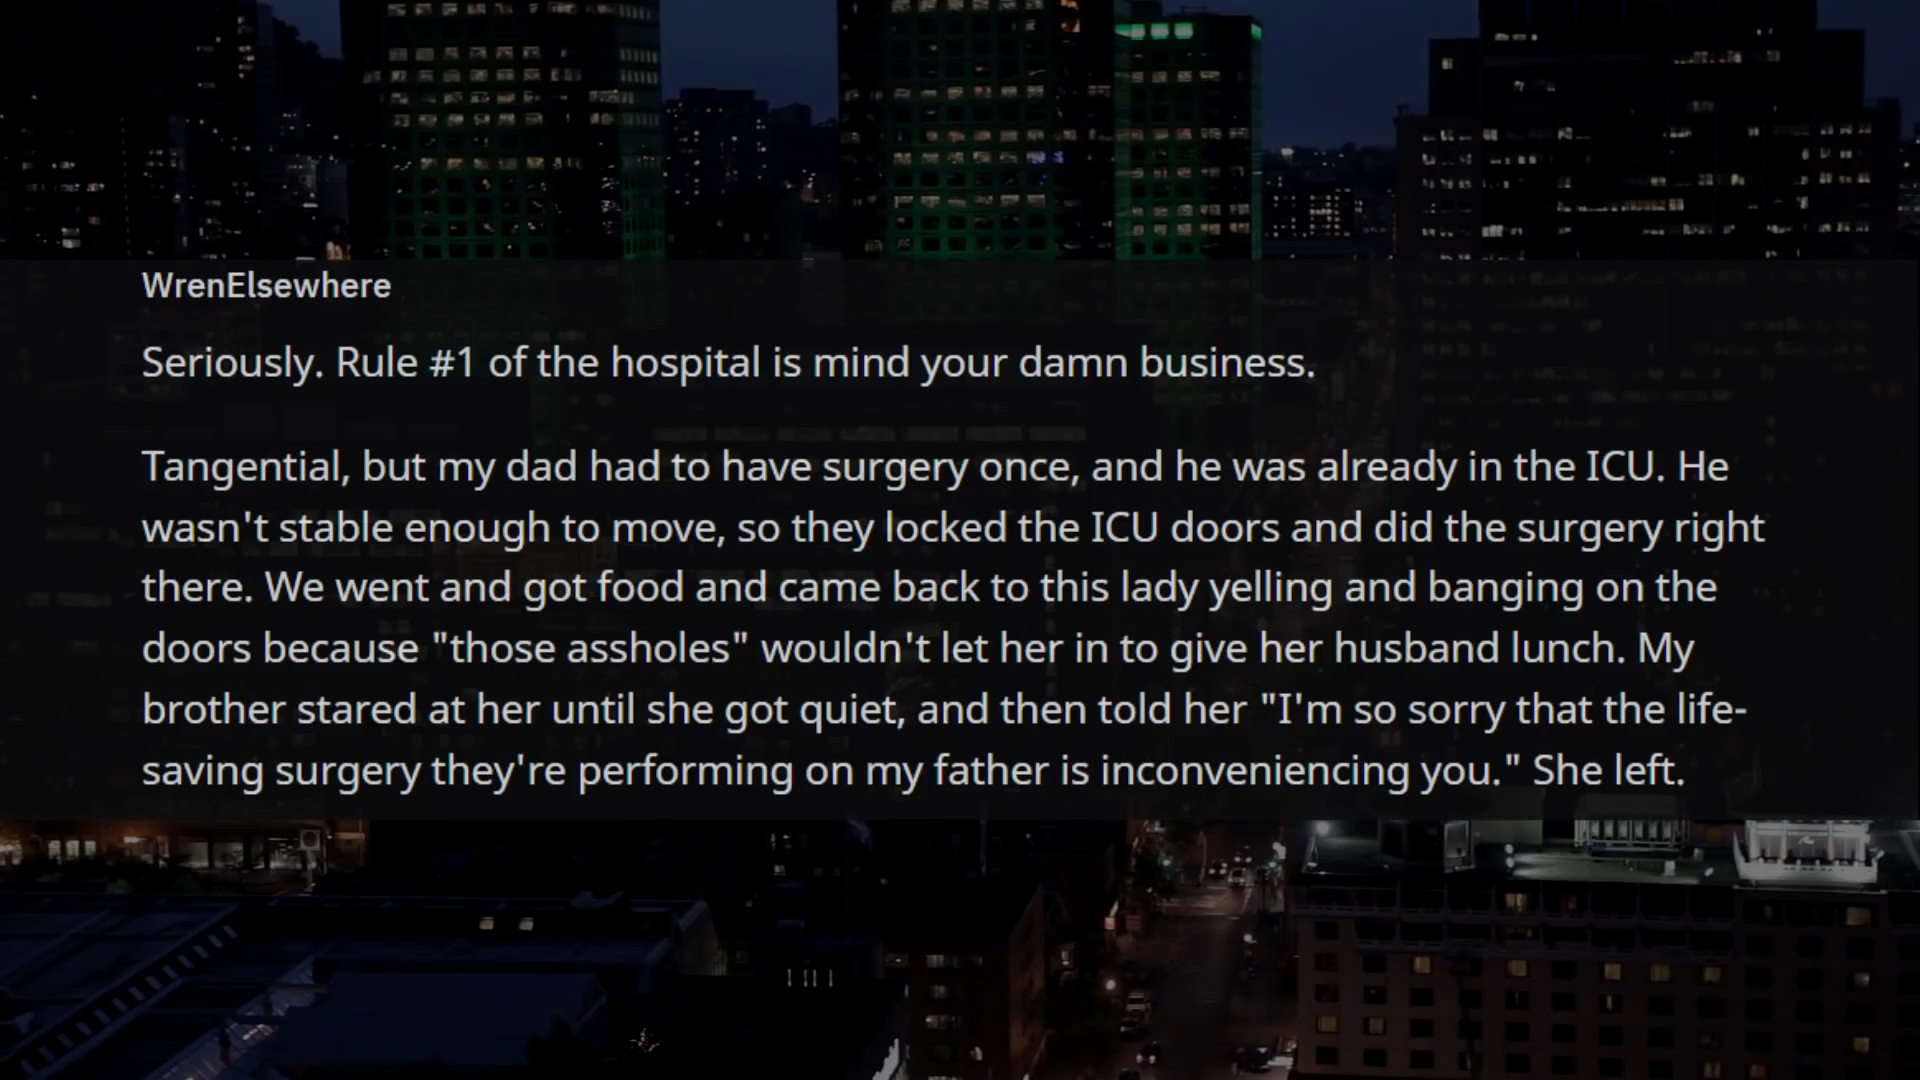 WrenElsewhere
Seriously. Rule #1 of the hospital is mind your damn business.
Tangential, but my dad had to have surgery once, and he was already in the ICU. He
wasn't stable enough to move, so they locked the ICU doors and did the surgery right
there. We went and got food and came back to this lady yelling and banging on the
doors because "those assholes" wouldn't let her in to give her husband lunch. My
brother stared at her until she got quiet, and then told her "I'm so sorry that the life-
saving surgery they're performing on my father is inconveniencing you." She left.